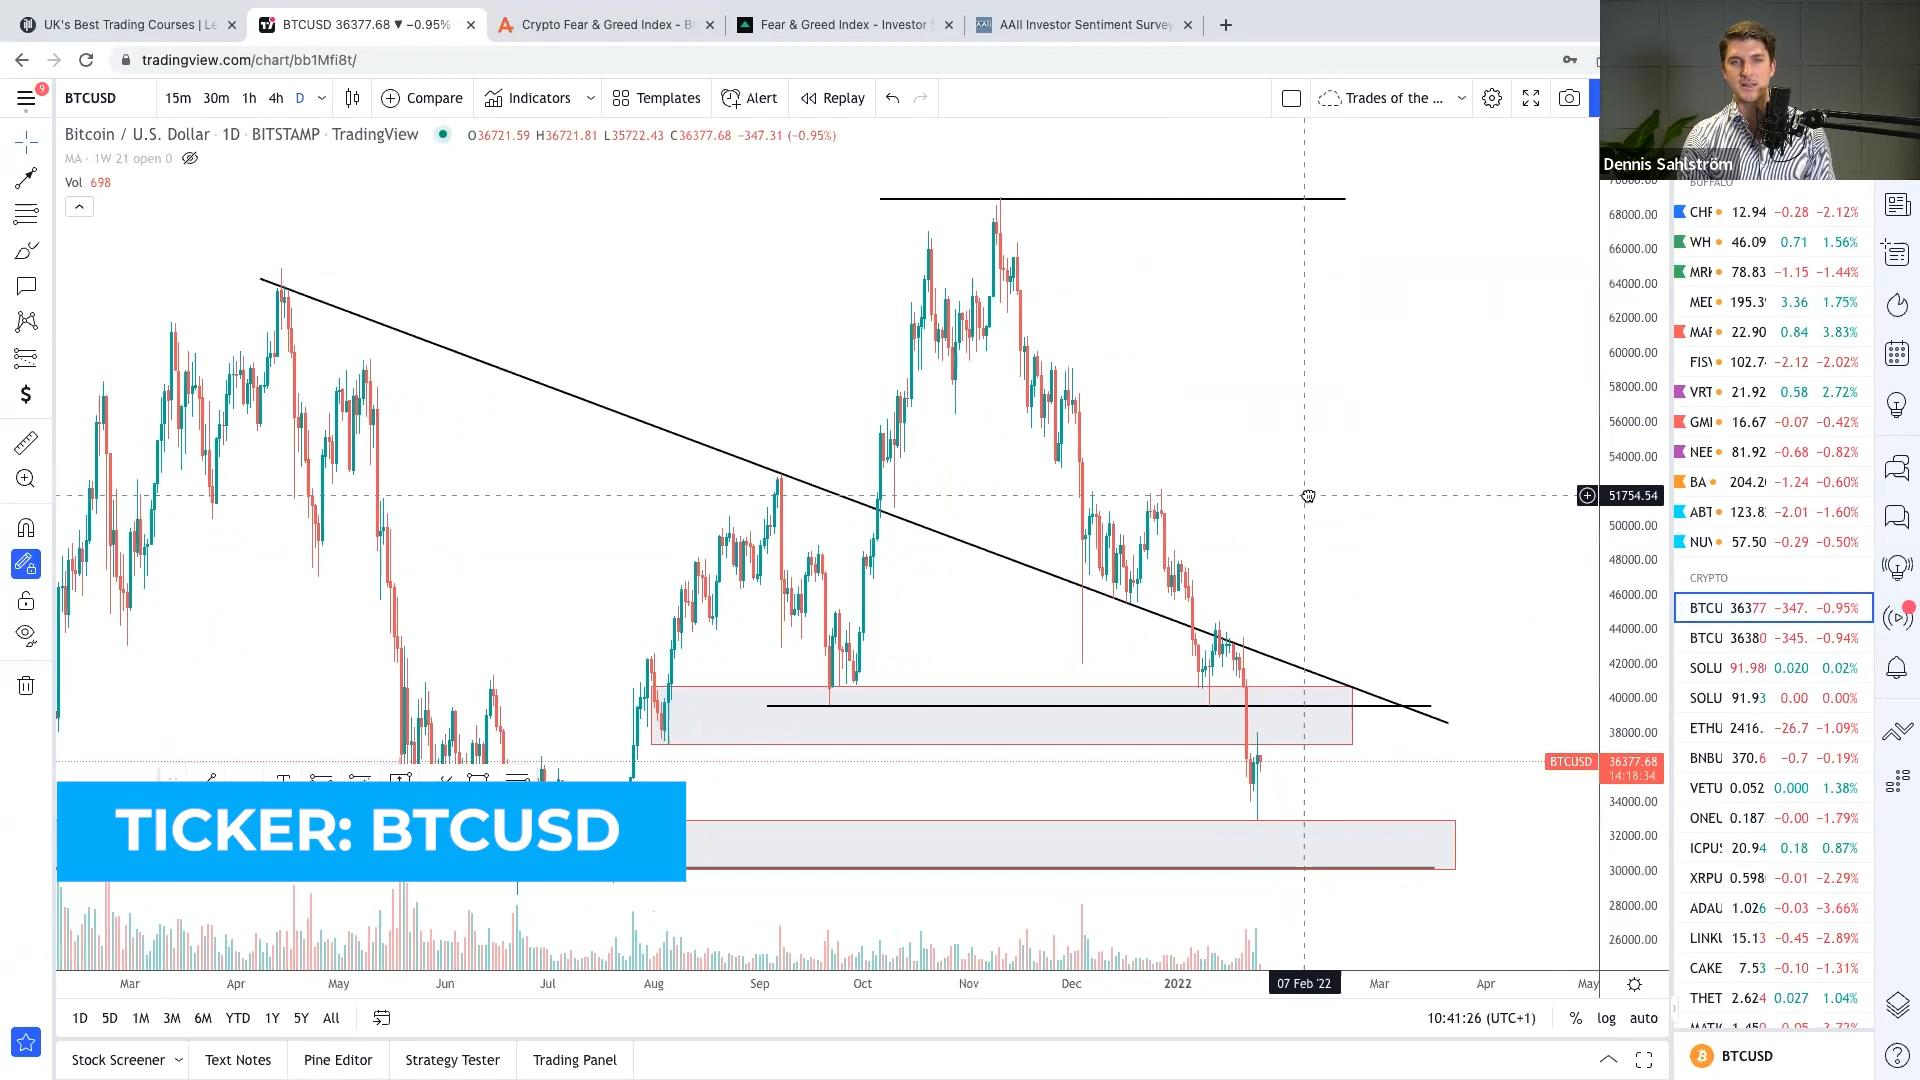 UK's Best Trading Courses | Le
BTCUSD 36377.68 ▼ −0.95%
Crypto Fear & Greed Index - Bi
Fear & Greed Index - Investor S
AAII Investor Sentiment Survey
tradingview.com/chart/bb1Mfi8t/
9
BTCUSD 15m 30m 1h 4h D Compare Indicators Templates Alert Replay Trades of the ...
Bitcoin / U.S. Dollar · 1D · BITSTAMP · TradingView O36721.59 H36721.81 L35722.43 C36377.68 −347.31 (−0.95%)
MA · 1W 21 open 0
Vol 698
Dennis Sahlström
70000.00
68000.00
66000.00
64000.00
62000.00
60000.00
58000.00
56000.00
54000.00
51754.54
50000.00
48000.00
46000.00
44000.00
42000.00
40000.00
38000.00
BTCUSD 36377.68
14:18:34
34000.00
32000.00
30000.00
28000.00
26000.00
TICKER: BTCUSD
Mar Apr May Jun Jul Aug Sep Oct Nov Dec 2022 07 Feb '22 Mar Apr May
1D 5D 1M 3M 6M YTD 1Y 5Y All 10:41:26 (UTC+1) % log auto
Stock Screener Text Notes Pine Editor Strategy Tester Trading Panel
BUFFALO
CHF 12.94 −0.28 −2.12%
WH 46.09 0.71 1.56%
MRK 78.83 −1.15 −1.44%
MED 195.3 3.36 1.75%
MAF 22.90 0.84 3.83%
FISV 102.7 −2.12 −2.02%
VRT 21.92 0.58 2.72%
GMI 16.67 −0.07 −0.42%
NEE 81.92 −0.68 −0.82%
BA 204.2 −1.24 −0.60%
ABT 123.8 −2.01 −1.60%
NUV 57.50 −0.29 −0.50%
CRYPTO
BTCU 36377 −347. −0.95%
BTCU 36380 −345. −0.94%
SOLU 91.980 0.020 0.02%
SOLU 91.93 0.00 0.00%
ETHU 2416. −26.7 −1.09%
BNBU 370.6 −0.7 −0.19%
VETU 0.052 0.000 1.38%
ONEU 0.187 −0.00 −1.79%
ICPUS 20.94 0.18 0.87%
XRPU 0.598 −0.01 −2.29%
ADAU 1.026 −0.03 −3.66%
LINKU 15.13 −0.45 −2.89%
CAKE 7.53 −0.10 −1.31%
THET 2.624 0.027 1.04%
BTCUSD